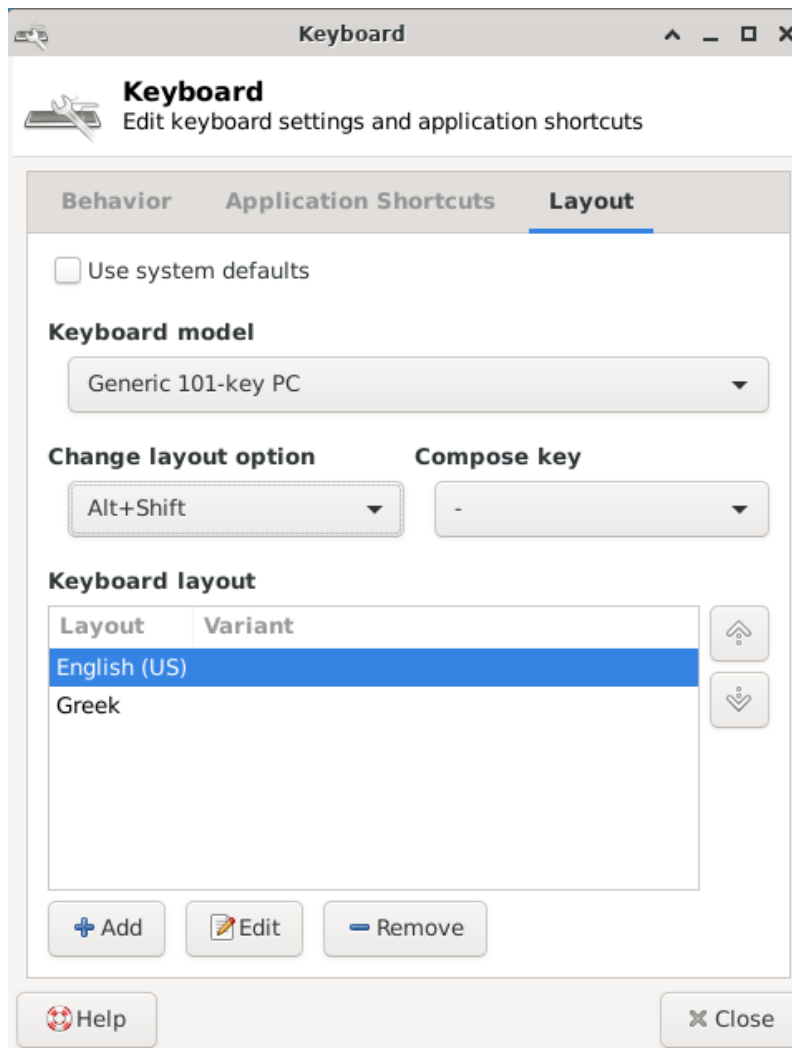 Keyboard
Keyboard
Edit keyboard settings and application shortcuts
Behavior Application Shortcuts Layout
Use system defaults
Keyboard model
Generic 101-key PC
Change layout option Compose key
Alt+Shift -
Keyboard layout
Layout Variant
English (US)
Greek
Add Edit Remove
Help Close